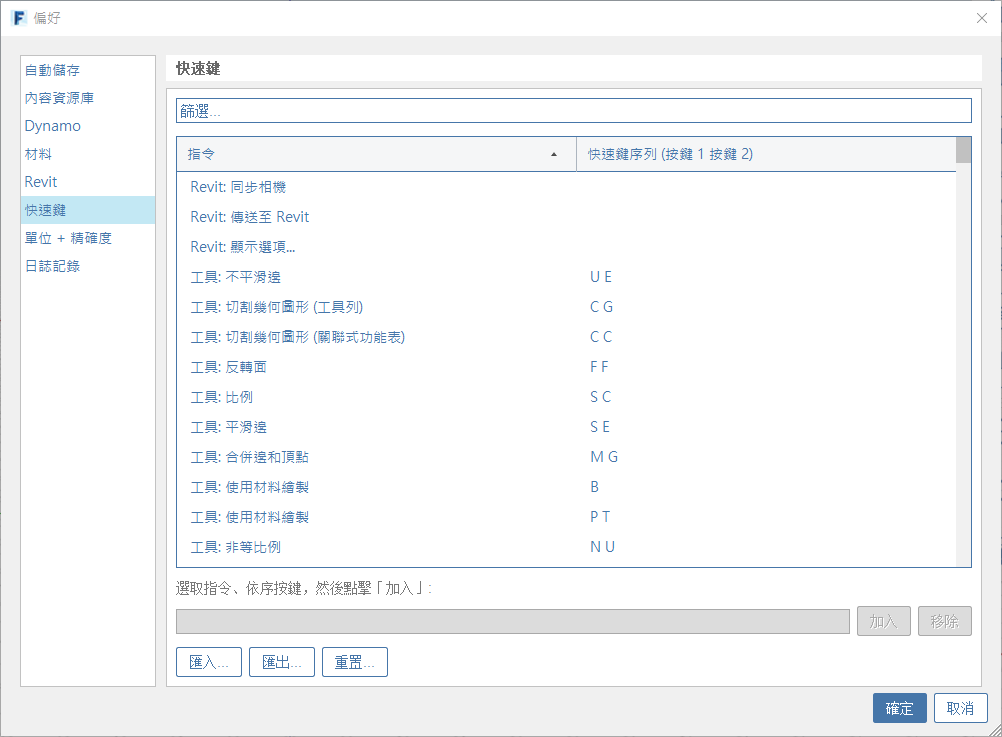 F 偏好
自動儲存
內容資源庫
Dynamo
材料
Revit
快速鍵
單位 + 精確度
日誌記錄
快速鍵
篩選...
指令 快速鍵序列 (按鍵 1 按鍵 2)
Revit: 同步相機
Revit: 傳送至 Revit
Revit: 顯示選項...
工具: 不平滑邊 U E
工具: 切割幾何圖形 (工具列) C G
工具: 切割幾何圖形 (關聯式功能表) C C
工具: 反轉面 F F
工具: 比例 S C
工具: 平滑邊 S E
工具: 合併邊和頂點 M G
工具: 使用材料繪製 B
工具: 使用材料繪製 P T
工具: 非等比例 N U
選取指令、依序按鍵，然後點擊「加入」:
加入 移除
匯入... 匯出... 重置...
確定 取消